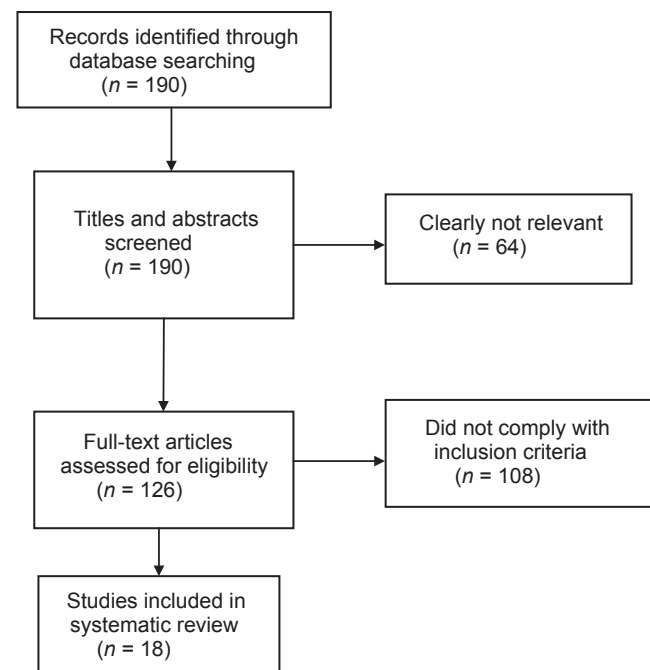 Records identified through
database searching
(n = 190)
Titles and abstracts
screened
(n = 190)
Clearly not relevant
(n = 64)
Full-text articles
assessed for eligibility
(n = 126)
Did not comply with
inclusion criteria
(n = 108)
Studies included in
systematic review
(n = 18)